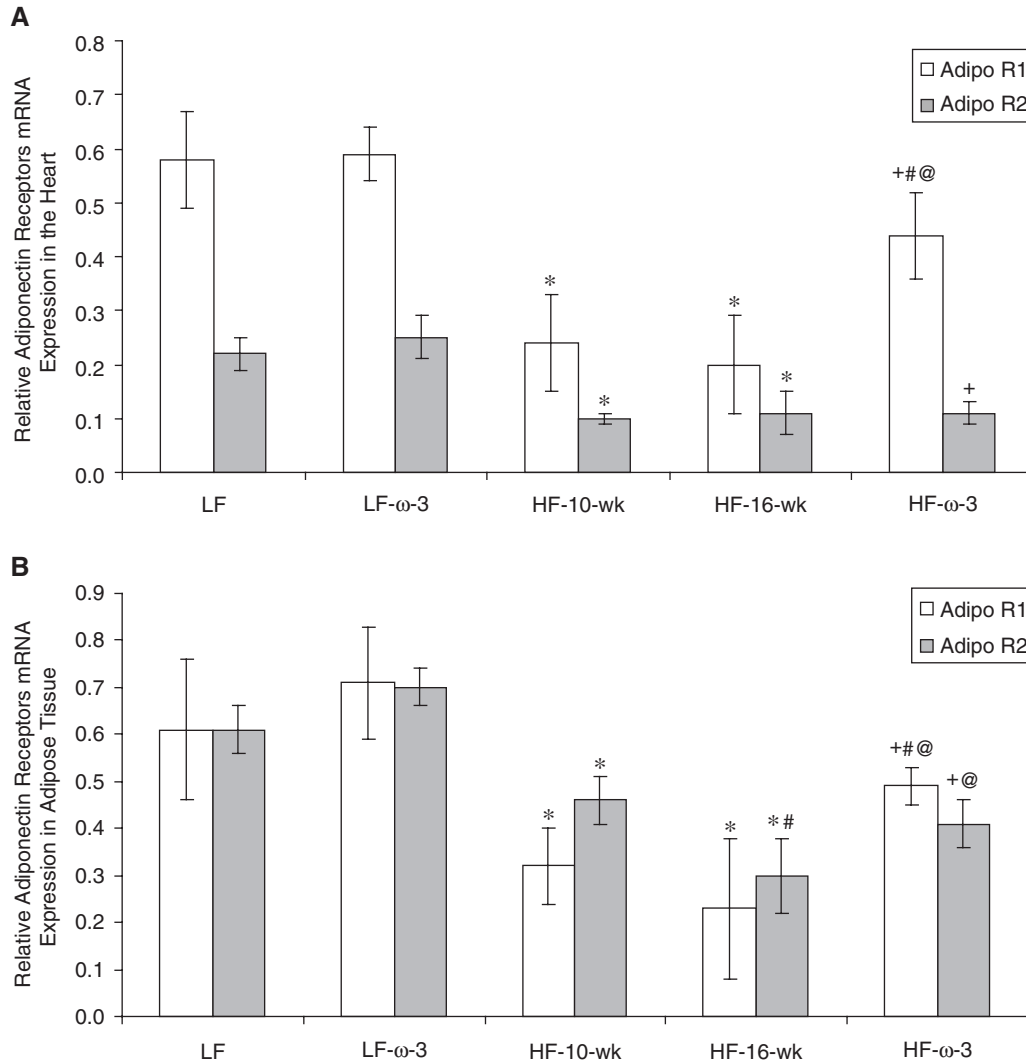 A
Relative Adiponectin Receptors mRNA
Expression in the Heart
0.8
0.7
0.6
0.5
0.4
0.3
0.2
0.1
0.0
Adipo R1
Adipo R2
*
*
*
*
+#@
+
LF
LF-ω-3
HF-10-wk
HF-16-wk
HF-ω-3
B
Relative Adiponectin Receptors mRNA
Expression in Adipose Tissue
0.9
0.8
0.7
0.6
0.5
0.4
0.3
0.2
0.1
0.0
Adipo R1
Adipo R2
*
*
*
*#
+#@
+@
LF
LF-ω-3
HF-10-wk
HF-16-wk
HF-ω-3